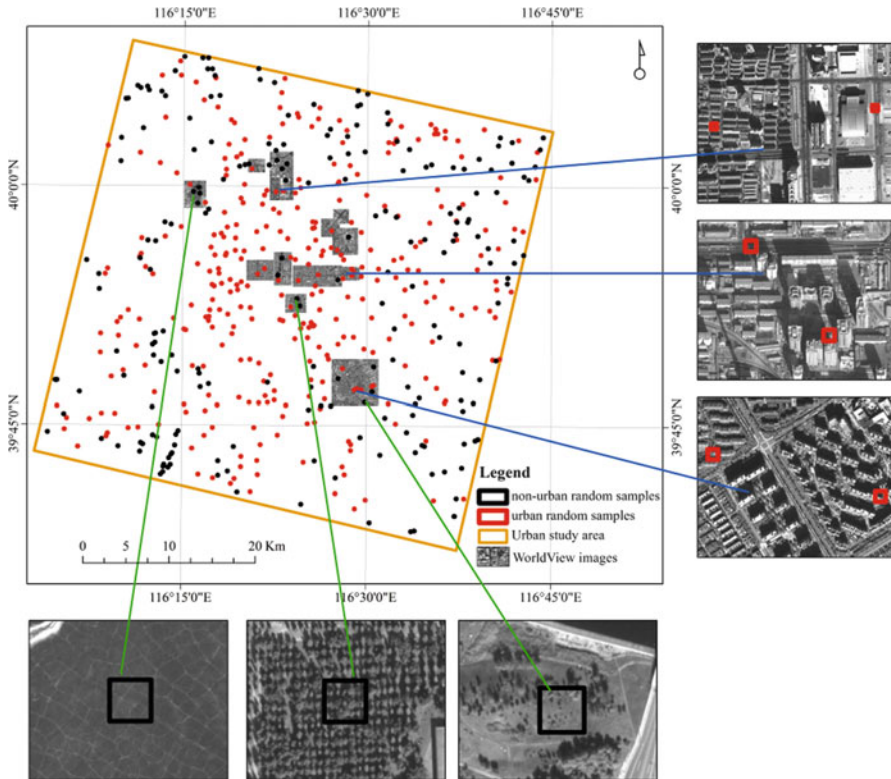 116°15'0"E 116°30'0"E 116°45'0"E
40°0'0"N 40°0'0"N
39°45'0"N 39°45'0"N
Legend
non-urban random samples
urban random samples
Urban study area
WorldView images
0 5 10 20 Km
116°15'0"E 116°30'0"E 116°45'0"E